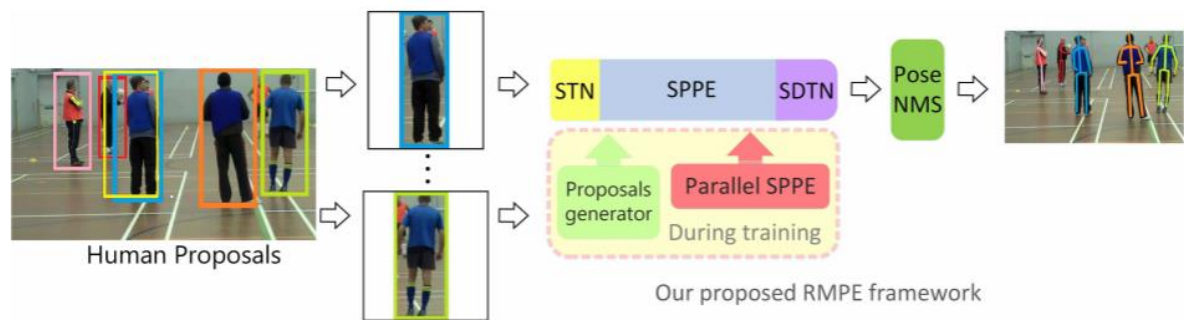 Human Proposals
STN
SPPE
SDTN
Proposals
generator
Parallel SPPE
During training
Pose
NMS
Our proposed RMPE framework